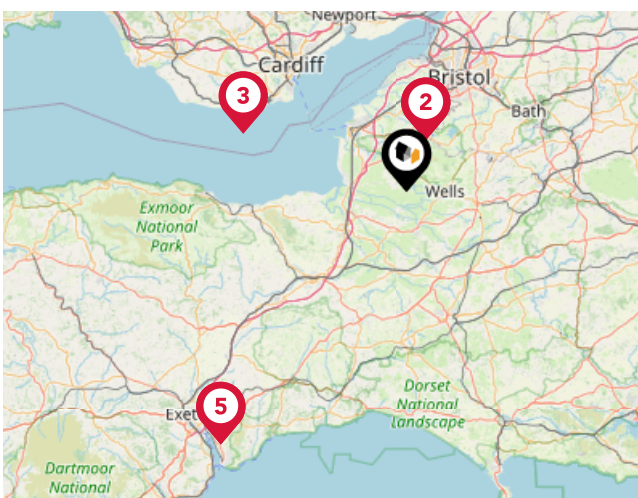 Newport
Cardiff
Bristol
3
2
Bath
Wells
Exmoor
National
Park
5
Exet
Dorset
National
Landscape
Dartmoor
National